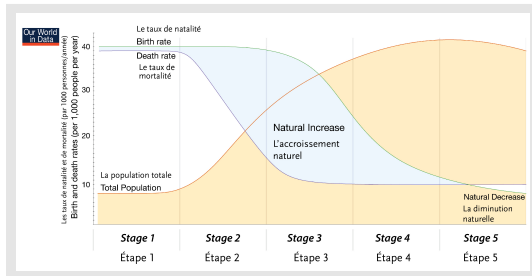 Our World
in Data
Le taux de natalité
Birth rate
Death rate
Le taux de
mortalité
Les taux de natalité et de mortalité (par 1000 personnes/année)
Birth and death rates (per 1,000 people per year)
40
30
20
10
Natural Increase
L'accroissement
naturel
La population totale
Total Population
Natural Decrease
La diminution
naturelle
Stage 1 Stage 2 Stage 3 Stage 4 Stage 5
Étape 1 Étape 2 Étape 3 Étape 4 Étape 5